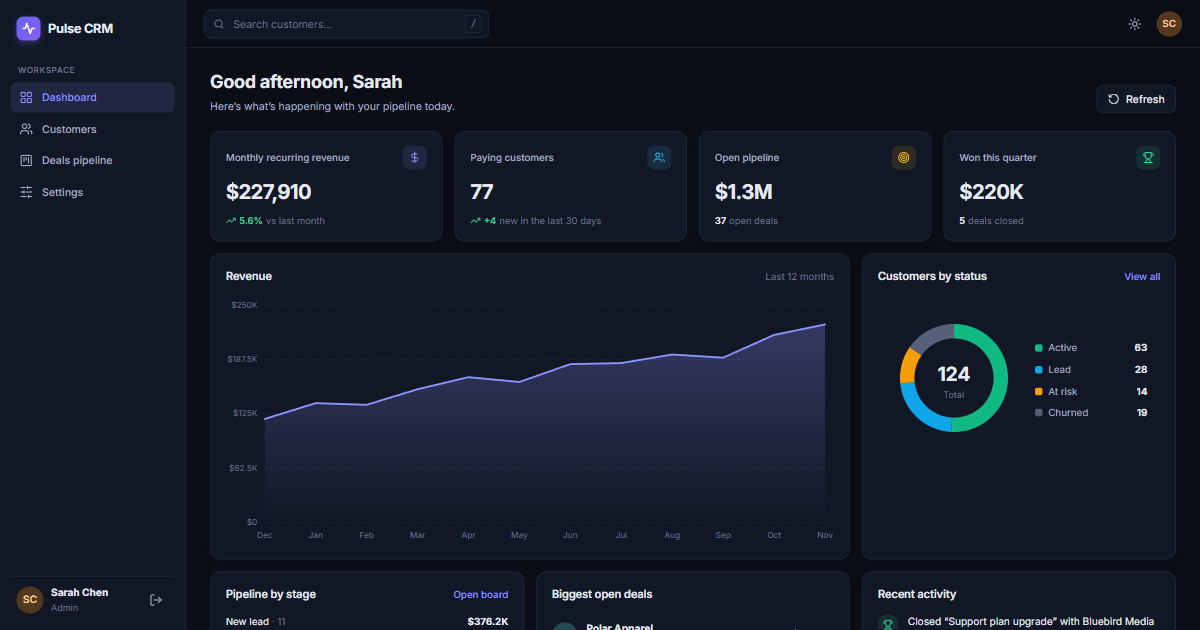 Pulse CRM
Search customers...
/
SC
WORKSPACE
Dashboard
Customers
Deals pipeline
Settings
Good afternoon, Sarah
Here's what's happening with your pipeline today.
Refresh
Monthly recurring revenue
$227,910
5.6% vs last month
Paying customers
77
+4 new in the last 30 days
Open pipeline
$1.3M
37 open deals
Won this quarter
$220K
5 deals closed
Revenue
Last 12 months
$250K
$187.5K
$125K
$62.5K
$0
Dec Jan Feb Mar Apr May Jun Jul Aug Sep Oct Nov
Customers by status
View all
124
Total
Active 63
Lead 28
At risk 14
Churned 19
Pipeline by stage
Open board
New lead · 11
$376.2K
Biggest open deals
Polar Apparel
Recent activity
Closed “Support plan upgrade” with Bluebird Media
SC
Sarah Chen
Admin